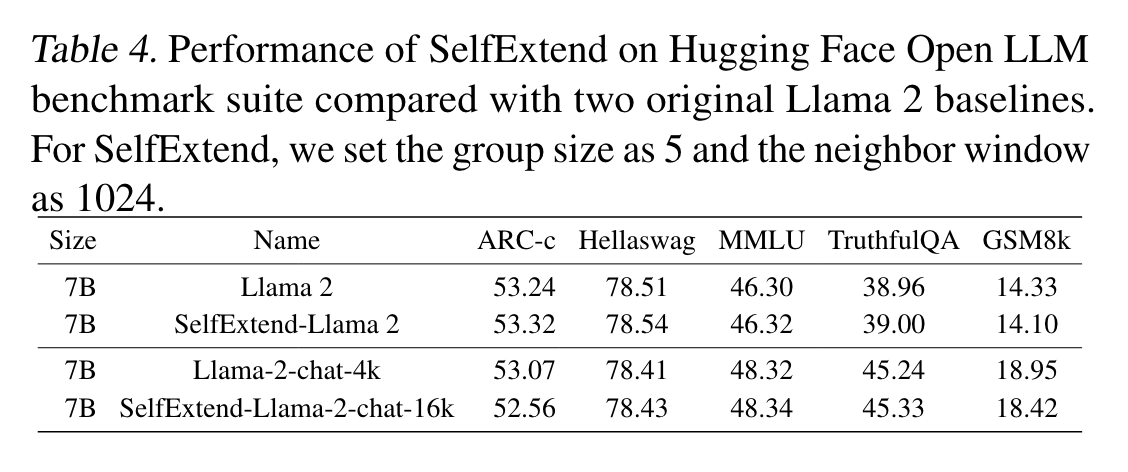 Table 4. Performance of SelfExtend on Hugging Face Open LLM
benchmark suite compared with two original Llama 2 baselines.
For SelfExtend, we set the group size as 5 and the neighbor window
as 1024.
Size Name ARC-c Hellaswag MMLU TruthfulQA GSM8k
7B Llama 2 53.24 78.51 46.30 38.96 14.33
7B SelfExtend-Llama 2 53.32 78.54 46.32 39.00 14.10
7B Llama-2-chat-4k 53.07 78.41 48.32 45.24 18.95
7B SelfExtend-Llama-2-chat-16k 52.56 78.43 48.34 45.33 18.42